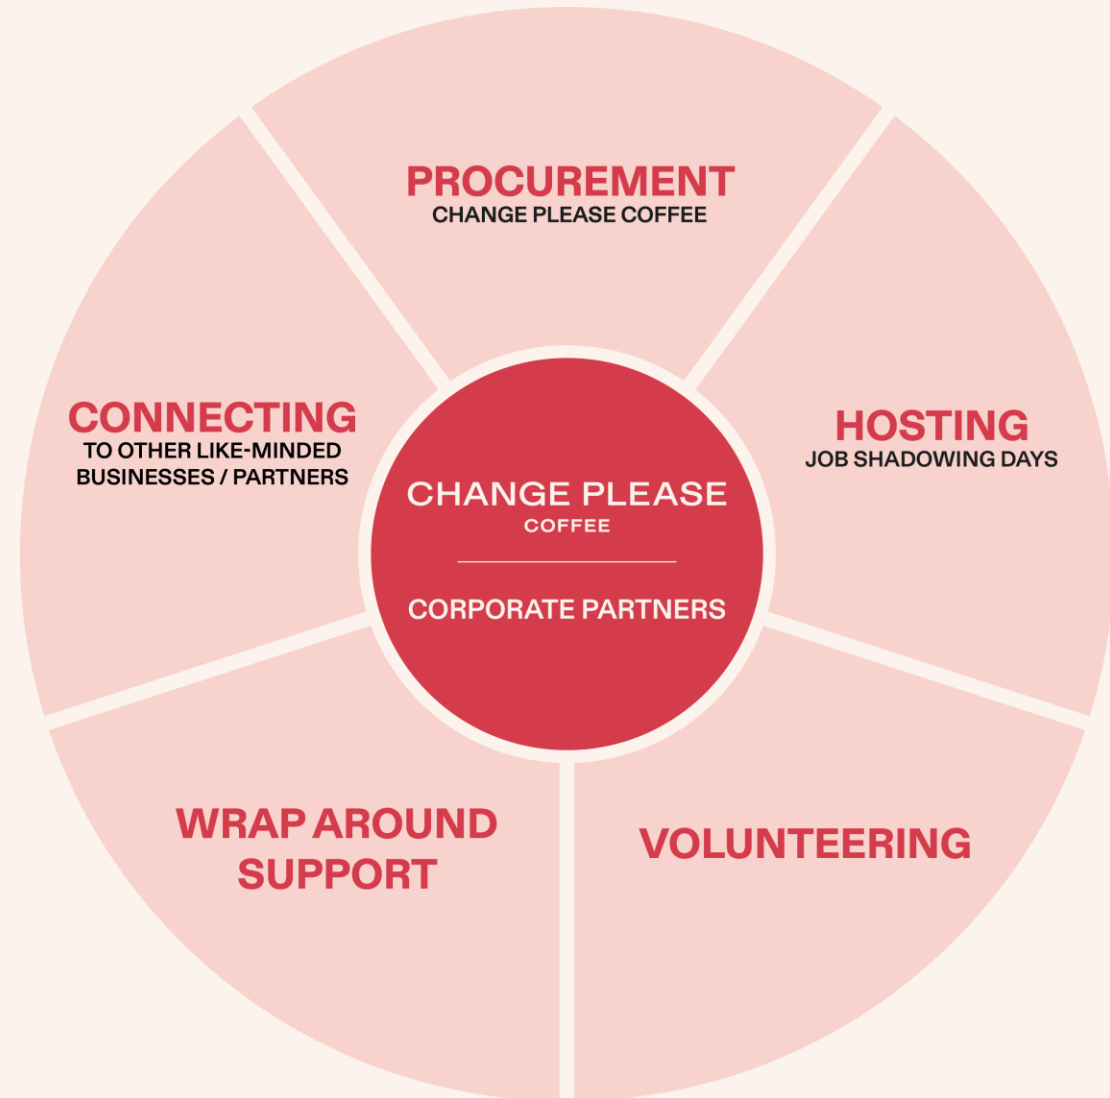 PROCUREMENT
CHANGE PLEASE COFFEE
HOSTING
JOB SHADOWING DAYS
VOLUNTEERING
WRAP AROUND
SUPPORT
CONNECTING
TO OTHER LIKE-MINDED
BUSINESSES / PARTNERS
CHANGE PLEASE
COFFEE
CORPORATE PARTNERS